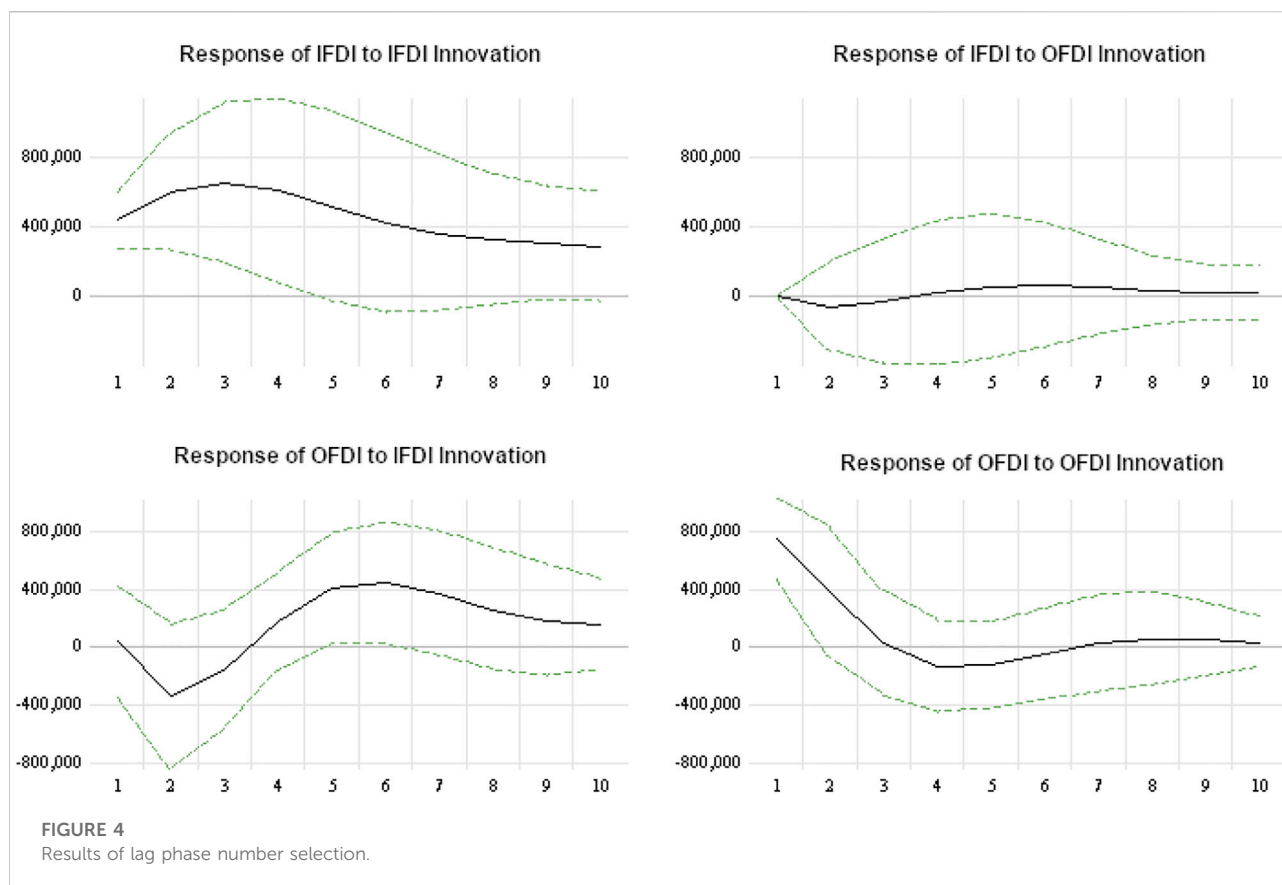 Response of IFDI to IFDI Innovation
800,000
400,000
0
1 2 3 4 5 6 7 8 9 10
Response of IFDI to OFDI Innovation
800,000
400,000
0
1 2 3 4 5 6 7 8 9 10
Response of OFDI to IFDI Innovation
800,000
400,000
0
-400,000
-800,000
1 2 3 4 5 6 7 8 9 10
Response of OFDI to OFDI Innovation
800,000
400,000
0
-400,000
-800,000
1 2 3 4 5 6 7 8 9 10
FIGURE 4
Results of lag phase number selection.